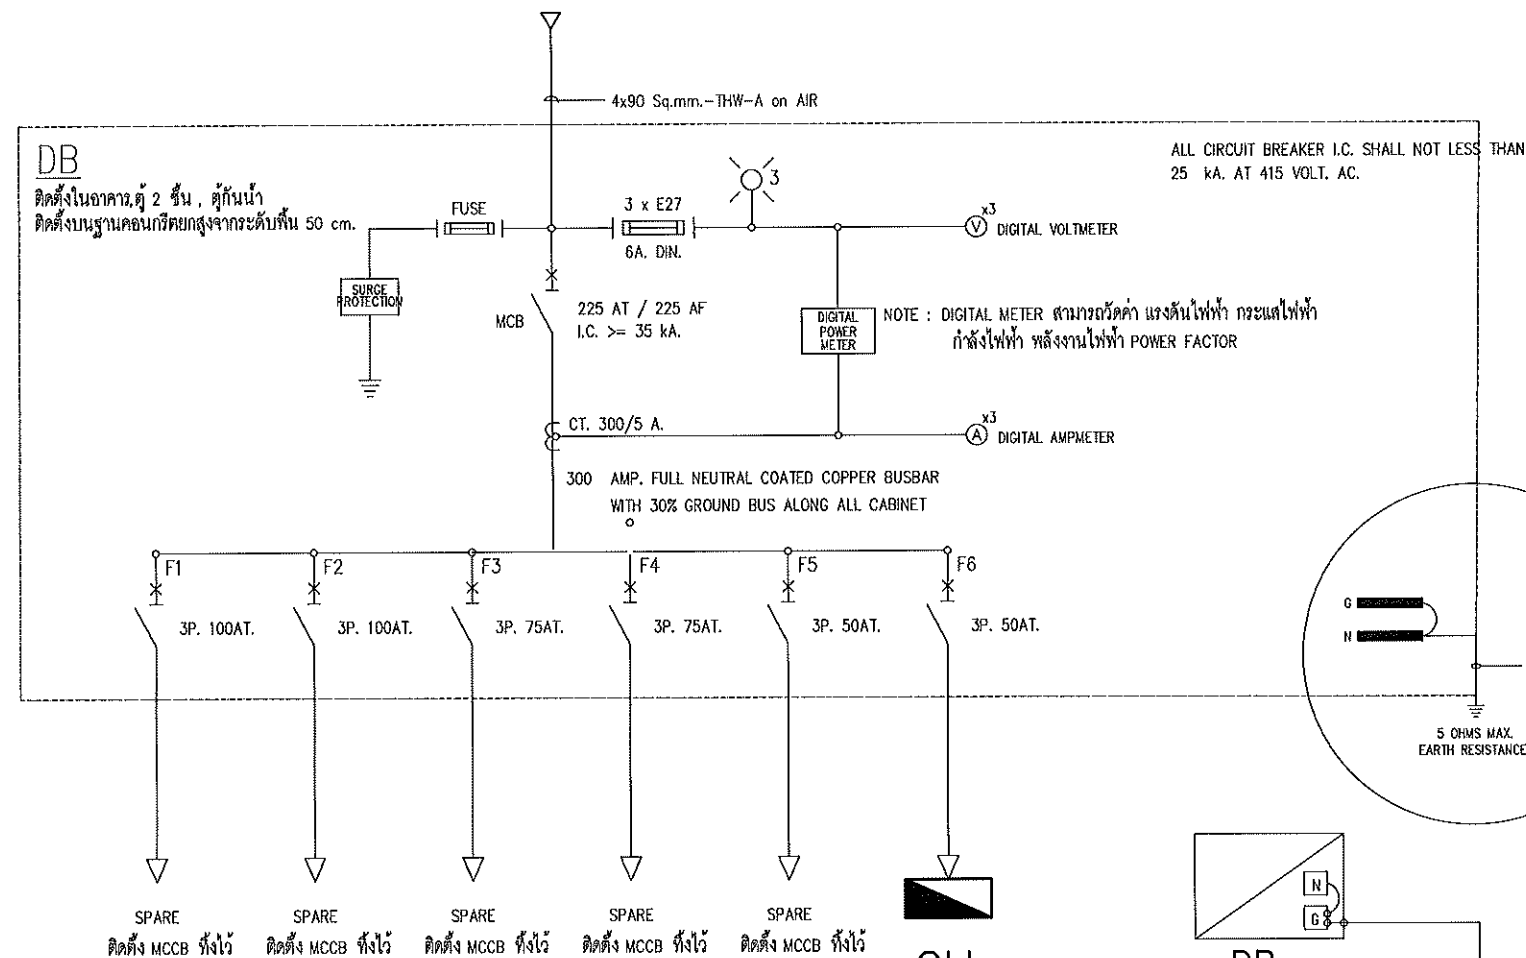 4x90 Sq.mm.-THW-A on AIR
DB
ติดตั้งในอาคาร,ตู้ 2 ชั้น , ตู้กันน้ำ
ติดตั้งบนฐานคอนกรีตยกสูงจากระดับพื้น 50 cm.
ALL CIRCUIT BREAKER I.C. SHALL NOT LESS THAN
25 kA. AT 415 VOLT. AC.
FUSE
3 x E27
6A. DIN.
3
x3
V
DIGITAL VOLTMETER
SURGE
PROTECTION
MCB
225 AT / 225 AF
I.C. >= 35 kA.
DIGITAL
POWER
METER
NOTE : DIGITAL METER สามารถวัดค่า แรงดันไฟฟ้า กระแสไฟฟ้า
กำลังไฟฟ้า พลังงานไฟฟ้า POWER FACTOR
CT. 300/5 A.
x3
A
DIGITAL AMPMETER
300 AMP. FULL NEUTRAL COATED COPPER BUSBAR
WITH 30% GROUND BUS ALONG ALL CABINET
F1
F2
F3
F4
F5
F6
3P. 100AT.
3P. 100AT.
3P. 75AT.
3P. 75AT.
3P. 50AT.
3P. 50AT.
G
N
5 OHMS MAX.
EARTH RESISTANCE
N
G
SPARE
ติดตั้ง MCCB ทิ้งไว้
SPARE
ติดตั้ง MCCB ทิ้งไว้
SPARE
ติดตั้ง MCCB ทิ้งไว้
SPARE
ติดตั้ง MCCB ทิ้งไว้
SPARE
ติดตั้ง MCCB ทิ้งไว้
DB